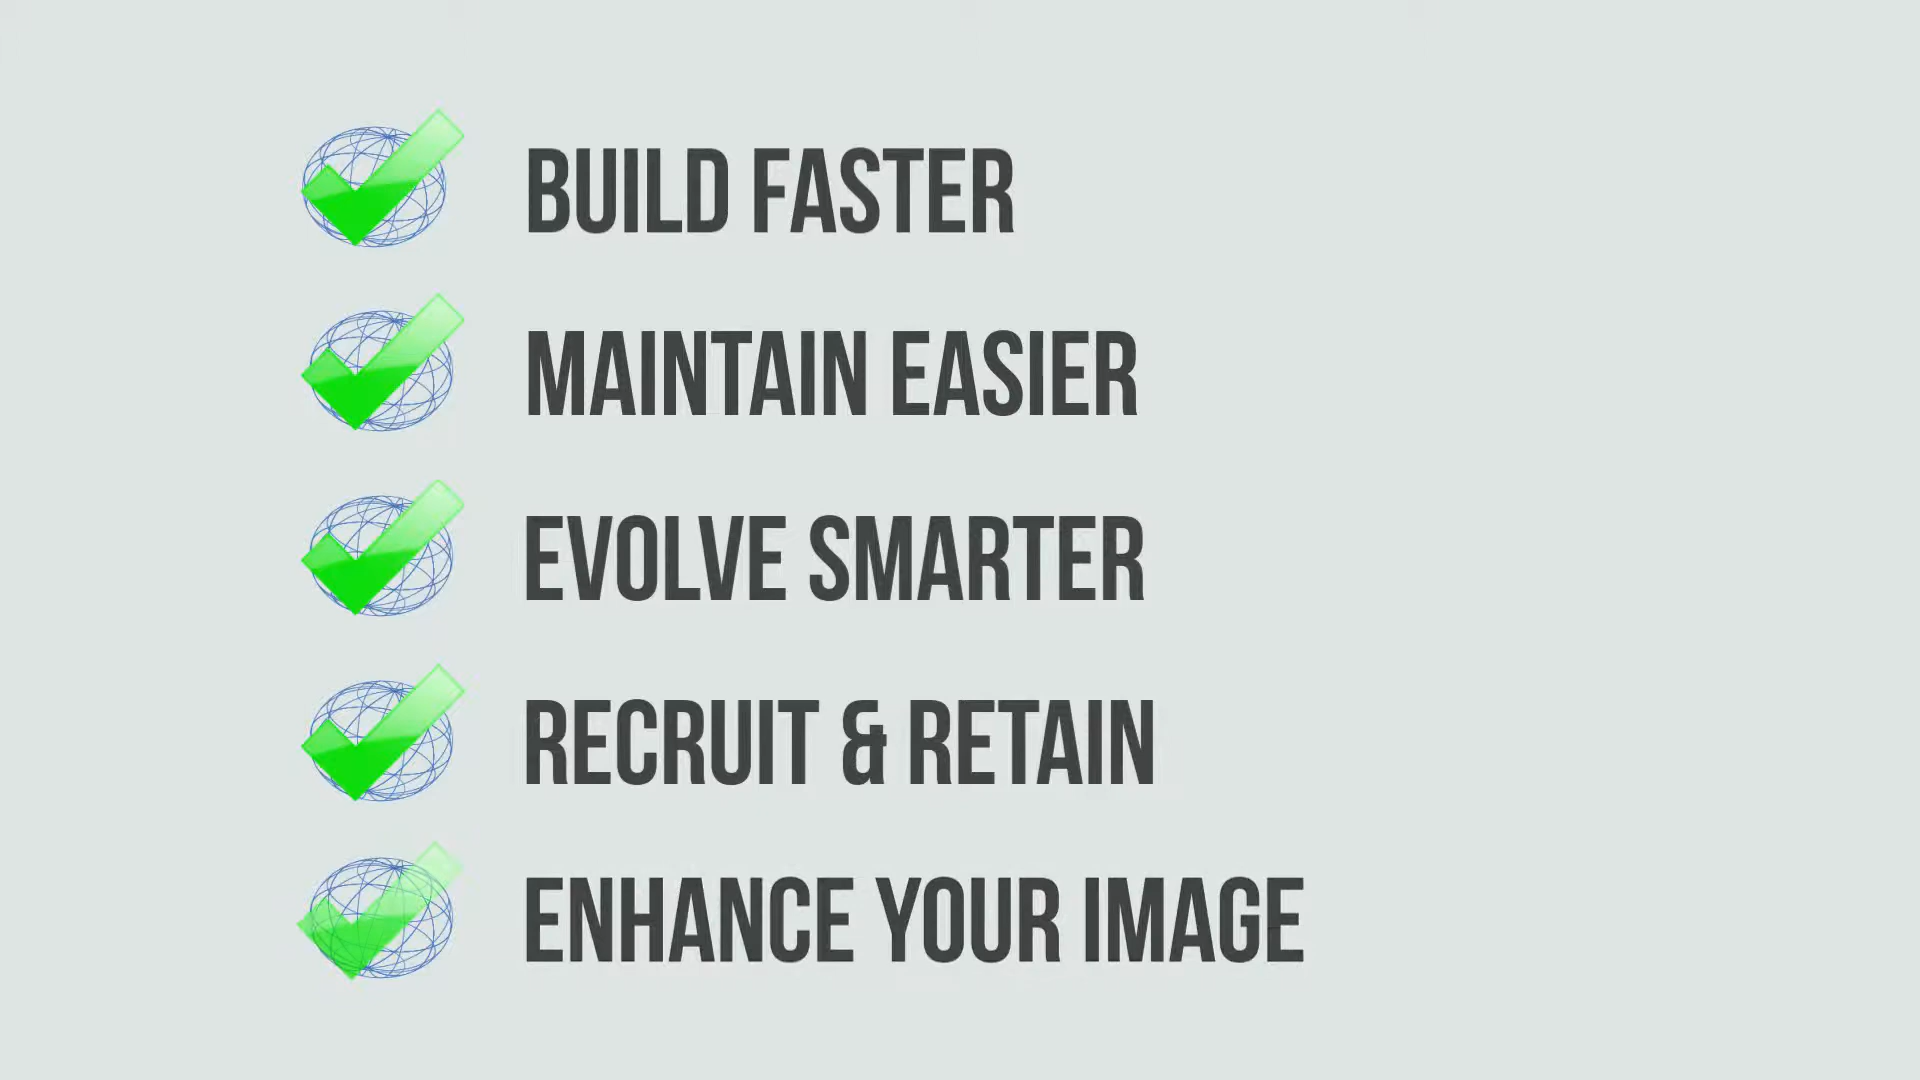 BUILD FASTER
MAINTAIN EASIER
EVOLVE SMARTER
RECRUIT & RETAIN
ENHANCE YOUR IMAGE